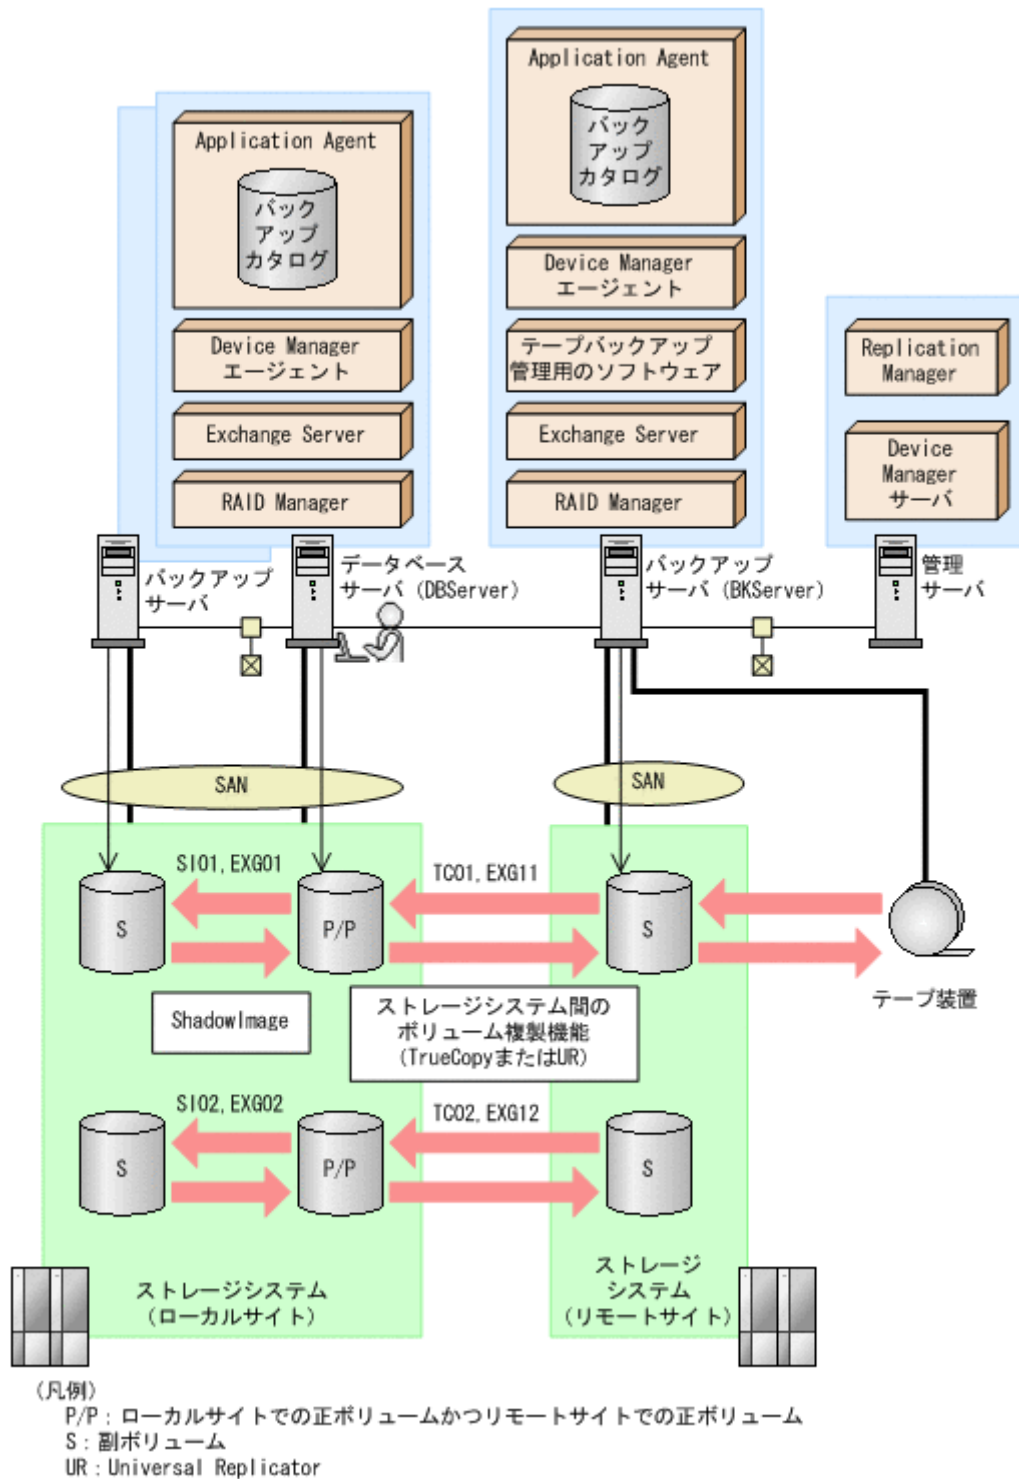 Application Agent
バック
アップ
カタログ
Device Manager
エージェント
Exchange Server
RAID Manager
Application Agent
バック
アップ
カタログ
Device Manager
エージェント
テープバックアップ
管理用のソフトウェア
Exchange Server
RAID Manager
Replication
Manager
Device
Manager
サーバ
バックアップ
サーバ
データベース
サーバ(DBServer)
バックアップ
サーバ(BKServer)
管理
サーバ
SAN
SAN
SI01,EXG01
TC01,EXG11
S
P/P
S
テープ装置
ShadowImage
ストレージシステム間の
ボリューム複製機能
(TrueCopyまたはUR)
SI02,EXG02
TC02,EXG12
S
P/P
S
ストレージシステム
(ローカルサイト)
ストレージ
システム
(リモートサイト)
(凡例)
P/P:ローカルサイトでの正ボリュームかつリモートサイトでの正ボリューム
S:副ボリューム
UR:Universal Replicator